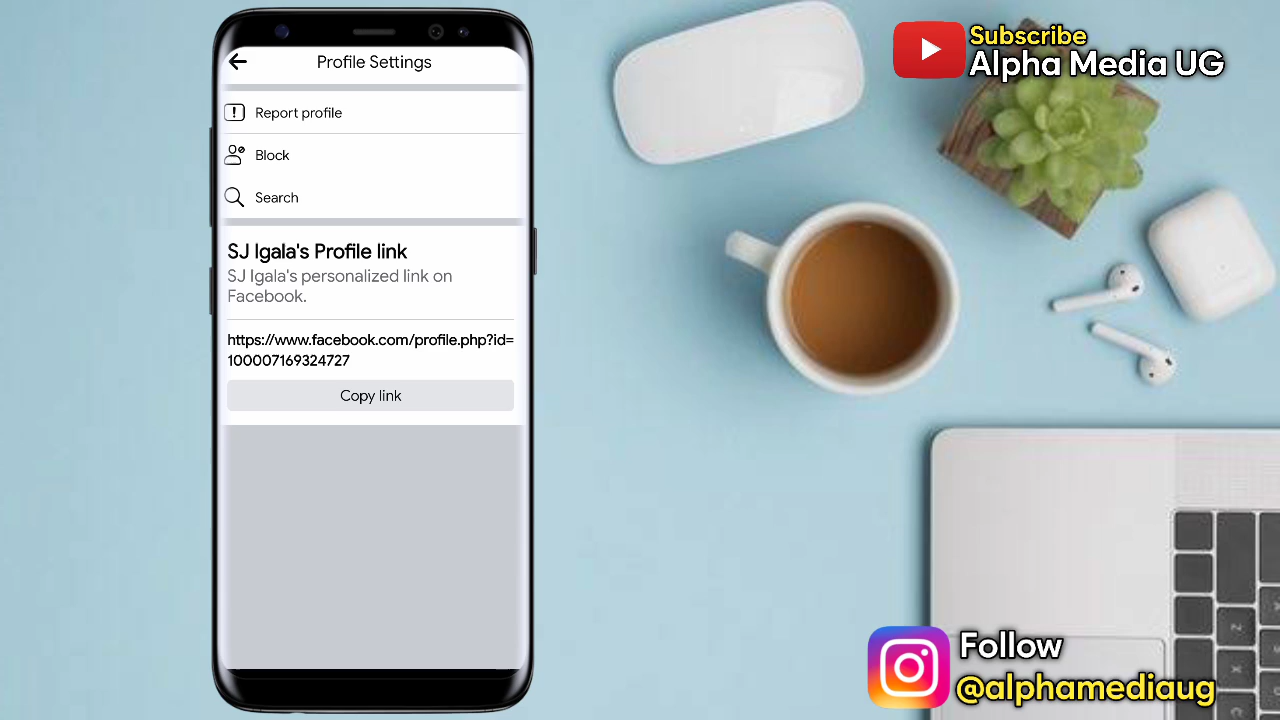 Profile Settings
Report profile
Block
Search
SJ Igala's Profile link
SJ Igala's personalized link on
Facebook.
https://www.facebook.com/profile.php?id=
100007169324727
Copy link
Subscribe
Alpha Media UG
Follow
@alphamediaug